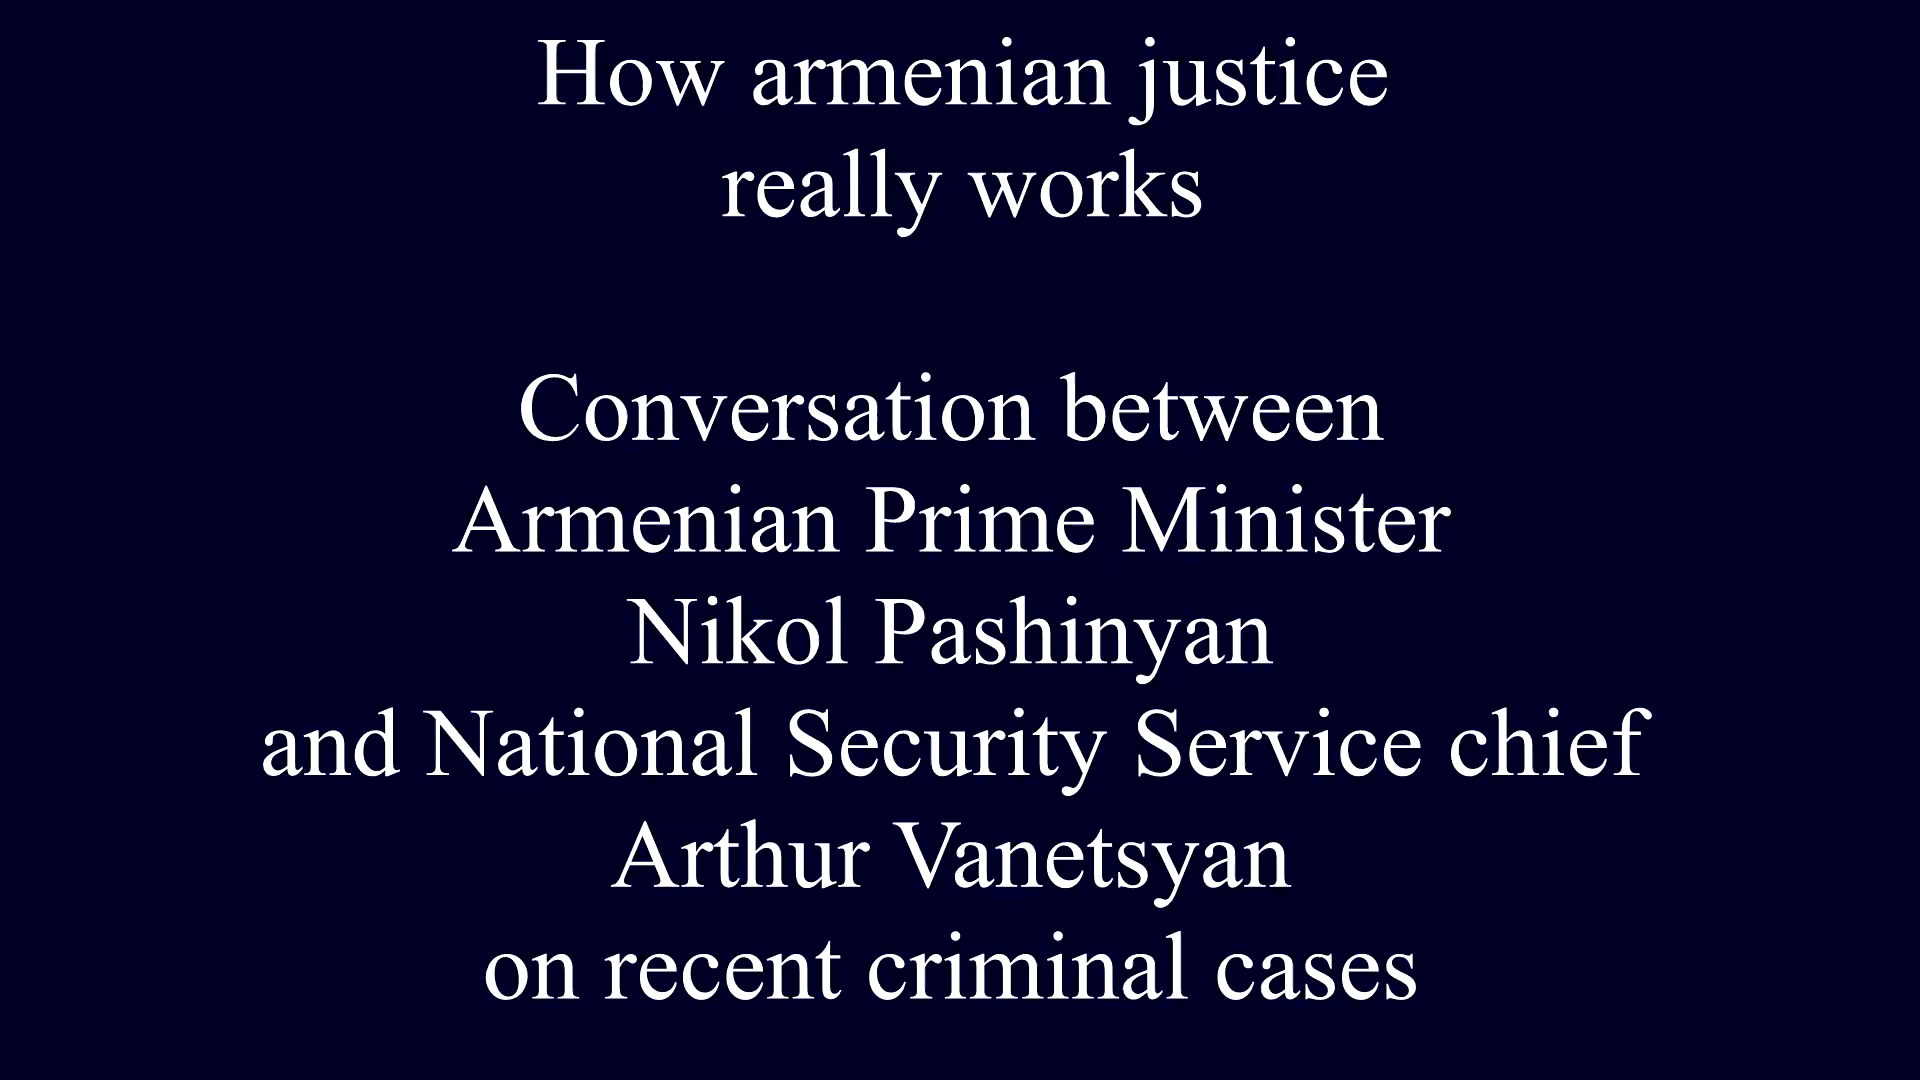 How armenian justice
really works
Conversation between
Armenian Prime Minister
Nikol Pashinyan
and National Security Service chief
Arthur Vanetsyan
on recent criminal cases